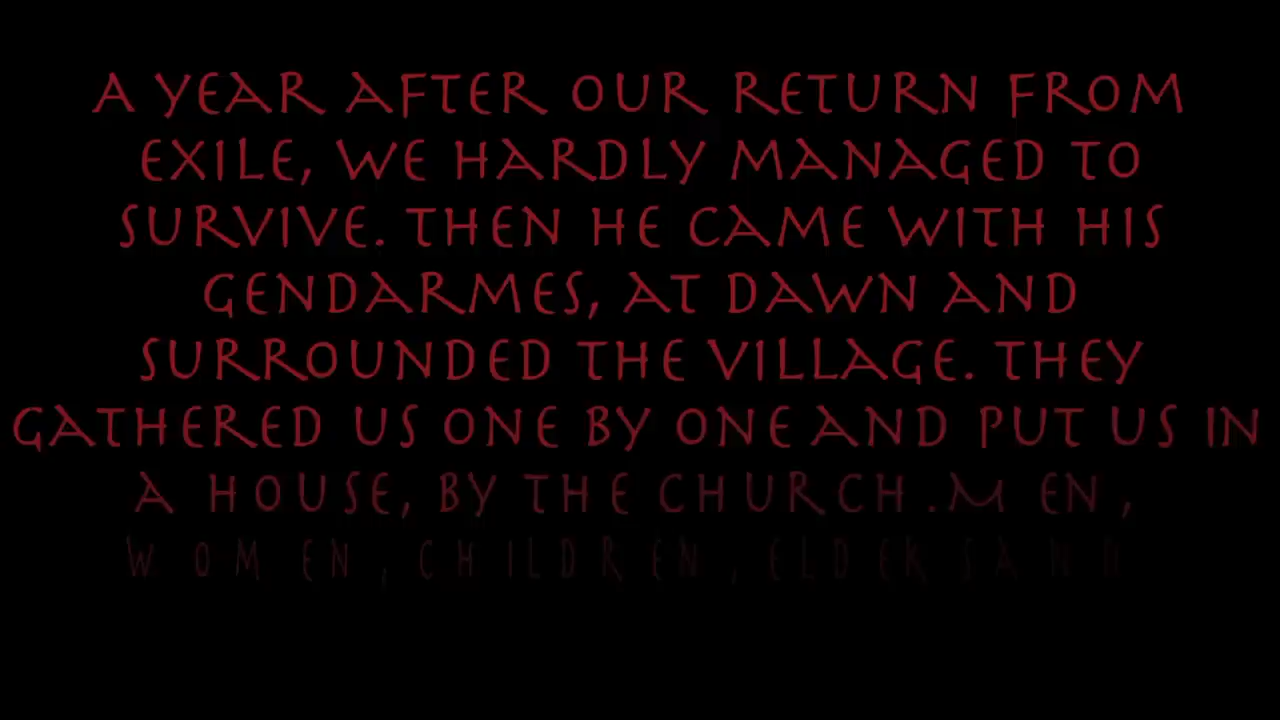 A YEAR AFTER OUR RETURN FROM
EXILE, WE HARDLY MANAGED TO
SURVIVE. THEN HE CAME WITH HIS
GENDARMES, AT DAWN AND
SURROUNDED THE VILLAGE. THEY
GATHERED US ONE BY ONE AND PUT US IN
A HOUSE, BY THE CHURCH.MEN,
WOMEN, CHILDREN, ELDERS AND